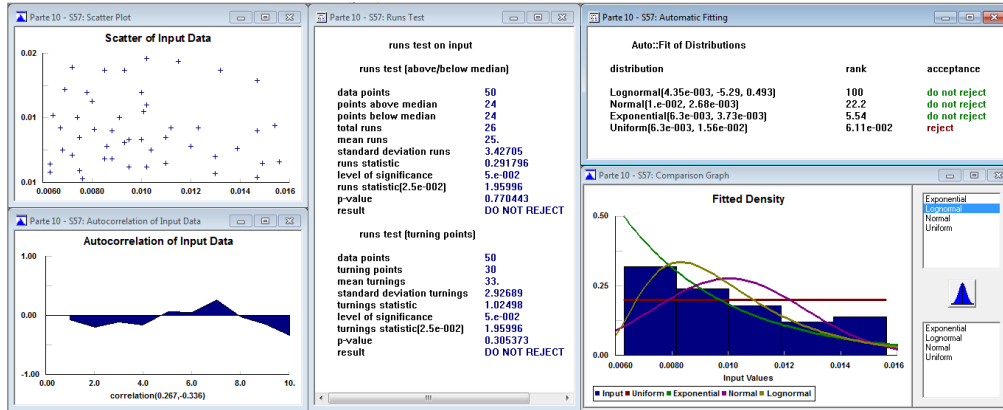 Parte 10 - S57: Scatter Plot
Scatter of Input Data
0.02
0.01
0.0060 0.0080 0.010 0.012 0.014 0.016
Parte 10 - S57: Autocorrelation of Input Data
Autocorrelation of Input Data
1.00
0.00
-1.00
2.0 4.0 6.0 8.0 10.
correlation(0.267,-0.336)
Parte 10 - S57: Runs Test
runs test on input
runs test (above/below median)
data points 50
points above median 24
points below median 24
total runs 26
mean runs 25.
standard deviation runs 3.42705
runs statistic 0.291796
level of significance 5.e-002
runs statistic(2.5e-002) 1.95996
p-value 0.770443
result DO NOT REJECT
runs test (turning points)
data points 50
turning points 30
mean turnings 33.
standard deviation turnings 2.92689
turnings statistic 1.02498
level of significance 5.e-002
turnings statistic(2.5e-002) 1.95996
p-value 0.305373
result DO NOT REJECT
Parte 10 - S57: Automatic Fitting
Auto::Fit of Distributions
distribution rank acceptance
Lognormal(4.35e-003, -5.29, 0.493) 100 do not reject
Normal(1.e-002, 2.68e-003) 22.2 do not reject
Exponential(6.3e-003, 3.73e-003) 5.54 do not reject
Uniform(6.3e-003, 1.56e-002) 6.11e-002 reject
Parte 10 - S57: Comparison Graph
Fitted Density
0.50
0.25
0.00
0.0060 0.0080 0.010 0.012 0.014 0.016
Input Values
Input Uniform Exponential Normal Lognormal
Exponential
Lognormal
Normal
Uniform
Exponential
Lognormal
Normal
Uniform